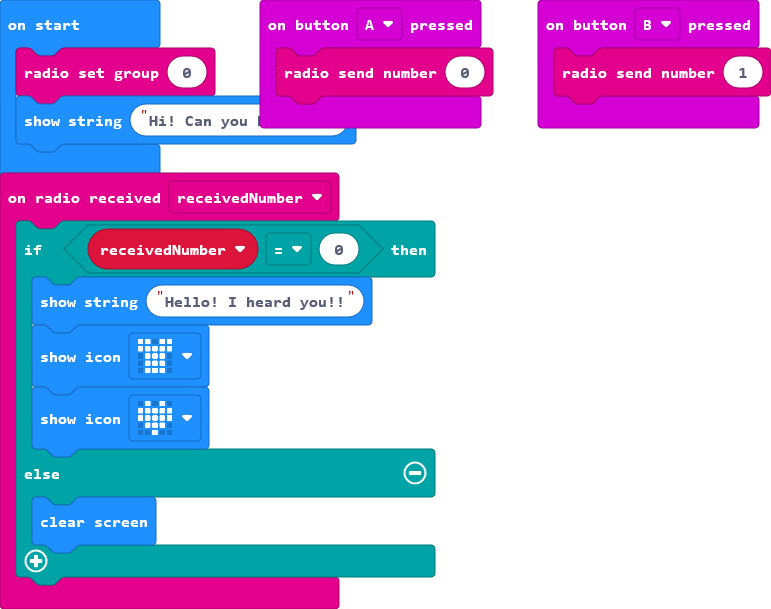 on start
radio set group 0
show string "Hi! Can you
on button A pressed
radio send number 0
on button B pressed
radio send number 1
on radio received receivedNumber
if receivedNumber = 0 then
show string "Hello! I heard you!!"
show icon
show icon
else
clear screen